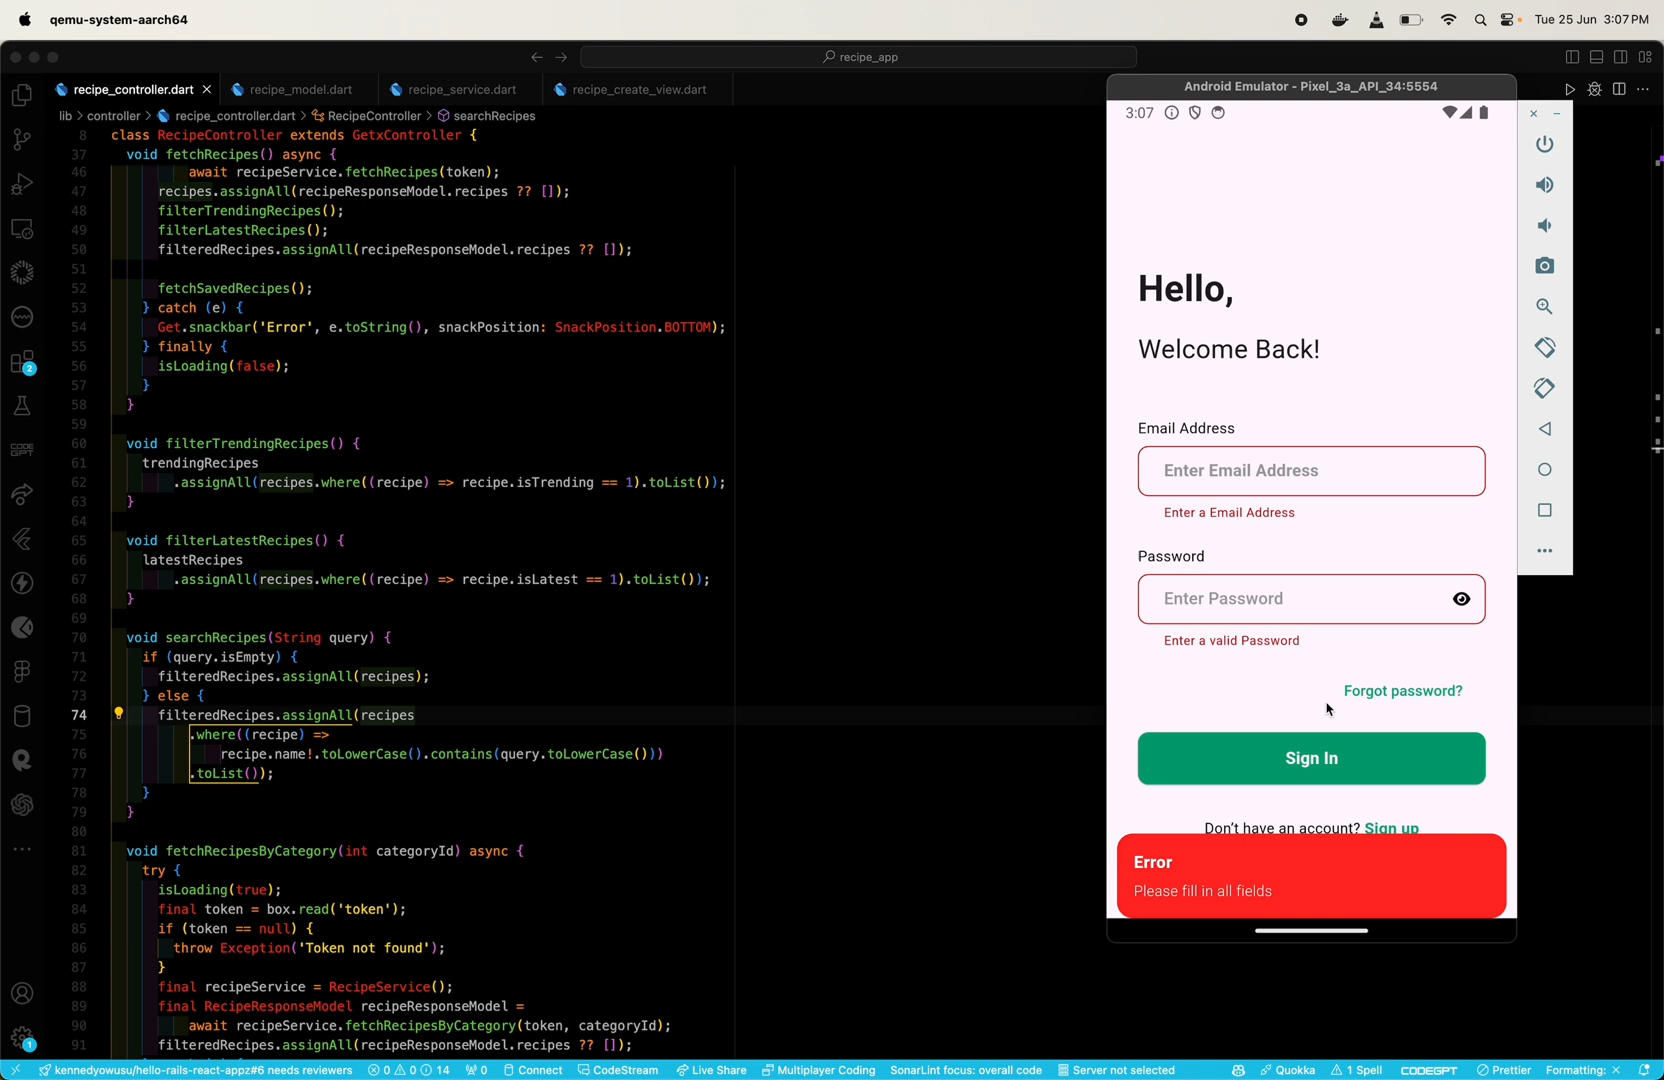 qemu-system-aarch64
Tue 25 Jun 3:07 PM
recipe_app
recipe_controller.dart
recipe_model.dart
recipe_service.dart
recipe_create_view.dart
lib > controller > recipe_controller.dart > RecipeController > searchRecipes
8 class RecipeController extends GetxController {
37 void fetchRecipes() async {
46 await recipeService.fetchRecipes(token);
47 recipes.assignAll(recipeResponseModel.recipes ?? []);
48 filterTrendingRecipes();
49 filterLatestRecipes();
50 filteredRecipes.assignAll(recipeResponseModel.recipes ?? []);
51
52 fetchSavedRecipes();
53 } catch (e) {
54 Get.snackbar('Error', e.toString(), snackPosition: SnackPosition.BOTTOM);
55 } finally {
56 isLoading(false);
57 }
58 }
59
60 void filterTrendingRecipes() {
61 trendingRecipes
62 .assignAll(recipes.where((recipe) => recipe.isTrending == 1).toList());
63 }
64
65 void filterLatestRecipes() {
66 latestRecipes
67 .assignAll(recipes.where((recipe) => recipe.isLatest == 1).toList());
68 }
69
70 void searchRecipes(String query) {
71 if (query.isEmpty) {
72 filteredRecipes.assignAll(recipes);
73 } else {
74 filteredRecipes.assignAll(recipes
75 .where((recipe) =>
76 recipe.name!.toLowerCase().contains(query.toLowerCase()))
77 .toList());
78 }
79 }
80
81 void fetchRecipesByCategory(int categoryId) async {
82 try {
83 isLoading(true);
84 final token = box.read('token');
85 if (token == null) {
86 throw Exception('Token not found');
87 }
88 final recipeService = RecipeService();
89 final RecipeResponseModel recipeResponseModel =
90 await recipeService.fetchRecipesByCategory(token, categoryId);
91 filteredRecipes.assignAll(recipeResponseModel.recipes ?? []);
2
CODE
GPT
1
Android Emulator - Pixel_3a_API_34:5554
3:07
Hello,
Welcome Back!
Email Address
Enter Email Address
Enter a Email Address
Password
Enter Password
Enter a valid Password
Forgot password?
Sign In
Don't have an account? Sign up
Error
Please fill in all fields
kennedyowusu/hello-rails-react-appz#6 needs reviewers 0 0 14 0 Connect CodeStream Live Share Multiplayer Coding SonarLint focus: overall code Server not selected Quokka 1 Spell CODEGPT Prettier Formatting: ×